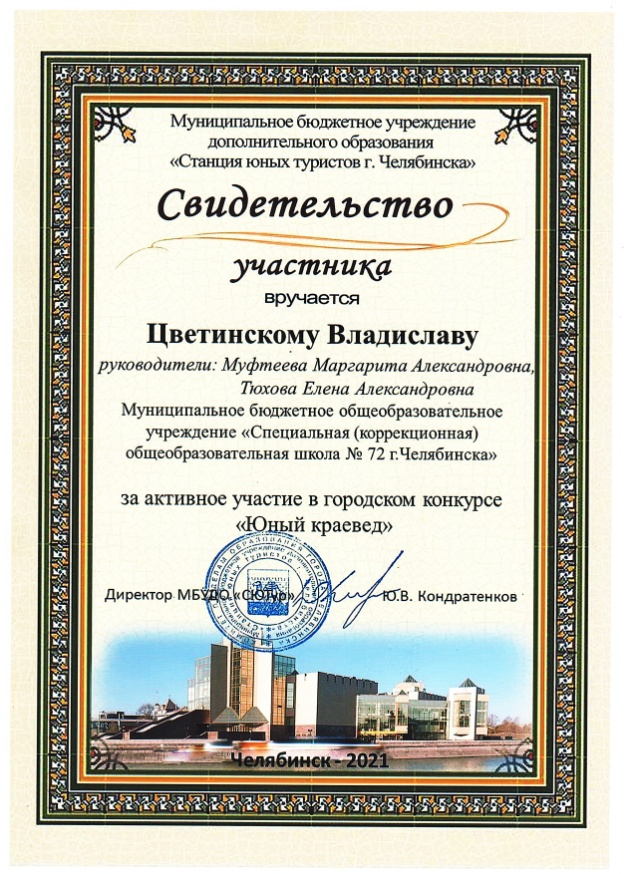 Муниципальное бюджетное учреждение
дополнительного образования
«Станция юных туристов г. Челябинска»
Свидетельство
участника
вручается
Цветинскому Владиславу
руководители: Муфтеева Маргарита Александровна,
Тюхова Елена Александровна
Муниципальное бюджетное общеобразовательное
учреждение «Специальная (коррекционная)
общеобразовательная школа № 72 г.Челябинска»
за активное участие в городском конкурсе
«Юный краевед»
Директор МБУДО «СЮТур» Ю.В. Кондратенков
Челябинск - 2021